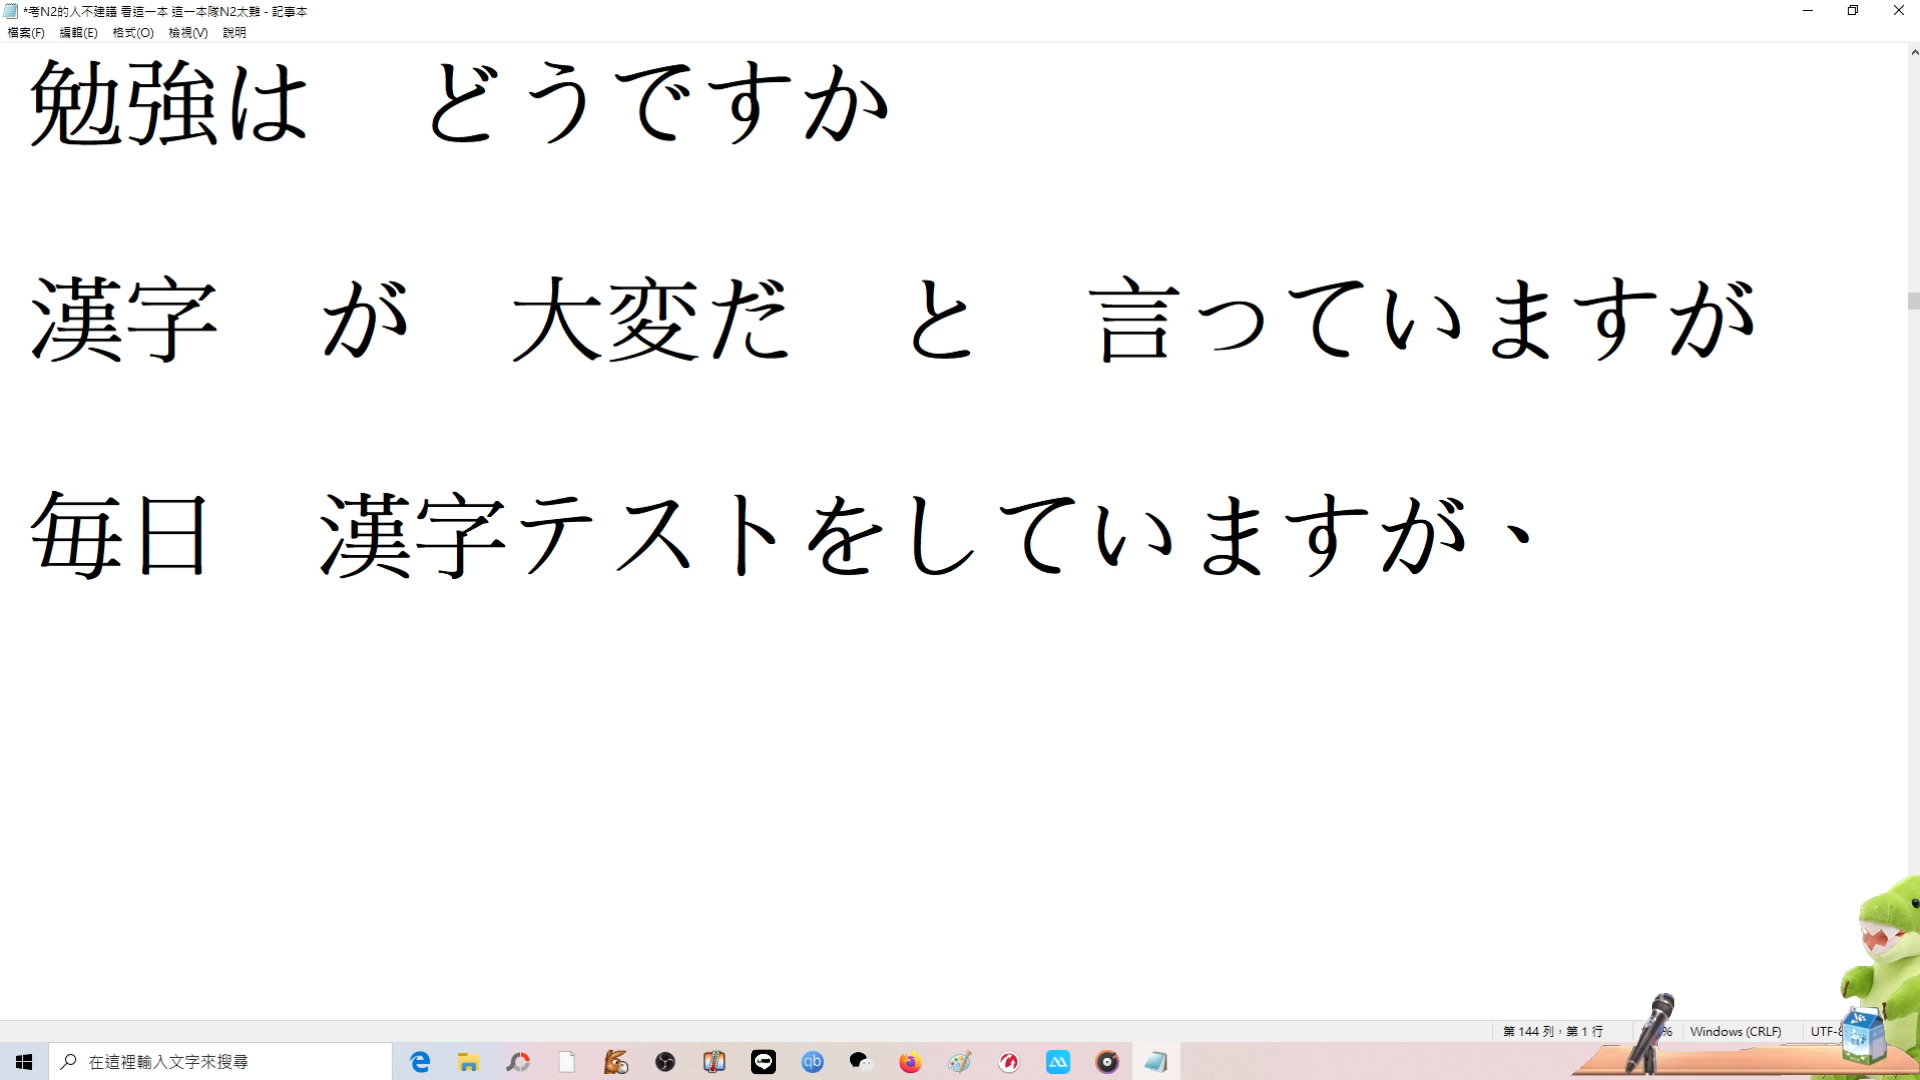 *考N2的人不建議 看這一本 這一本隊N2太難 - 記事本
檔案(F) 編輯(E) 格式(O) 檢視(V) 說明
勉強は　どうですか
漢字　が　大変だ　と　言っていますが
毎日　漢字テストをしていますが、
第 144 列，第 1 行 % Windows (CRLF) UTF-8
在這裡輸入文字來搜尋